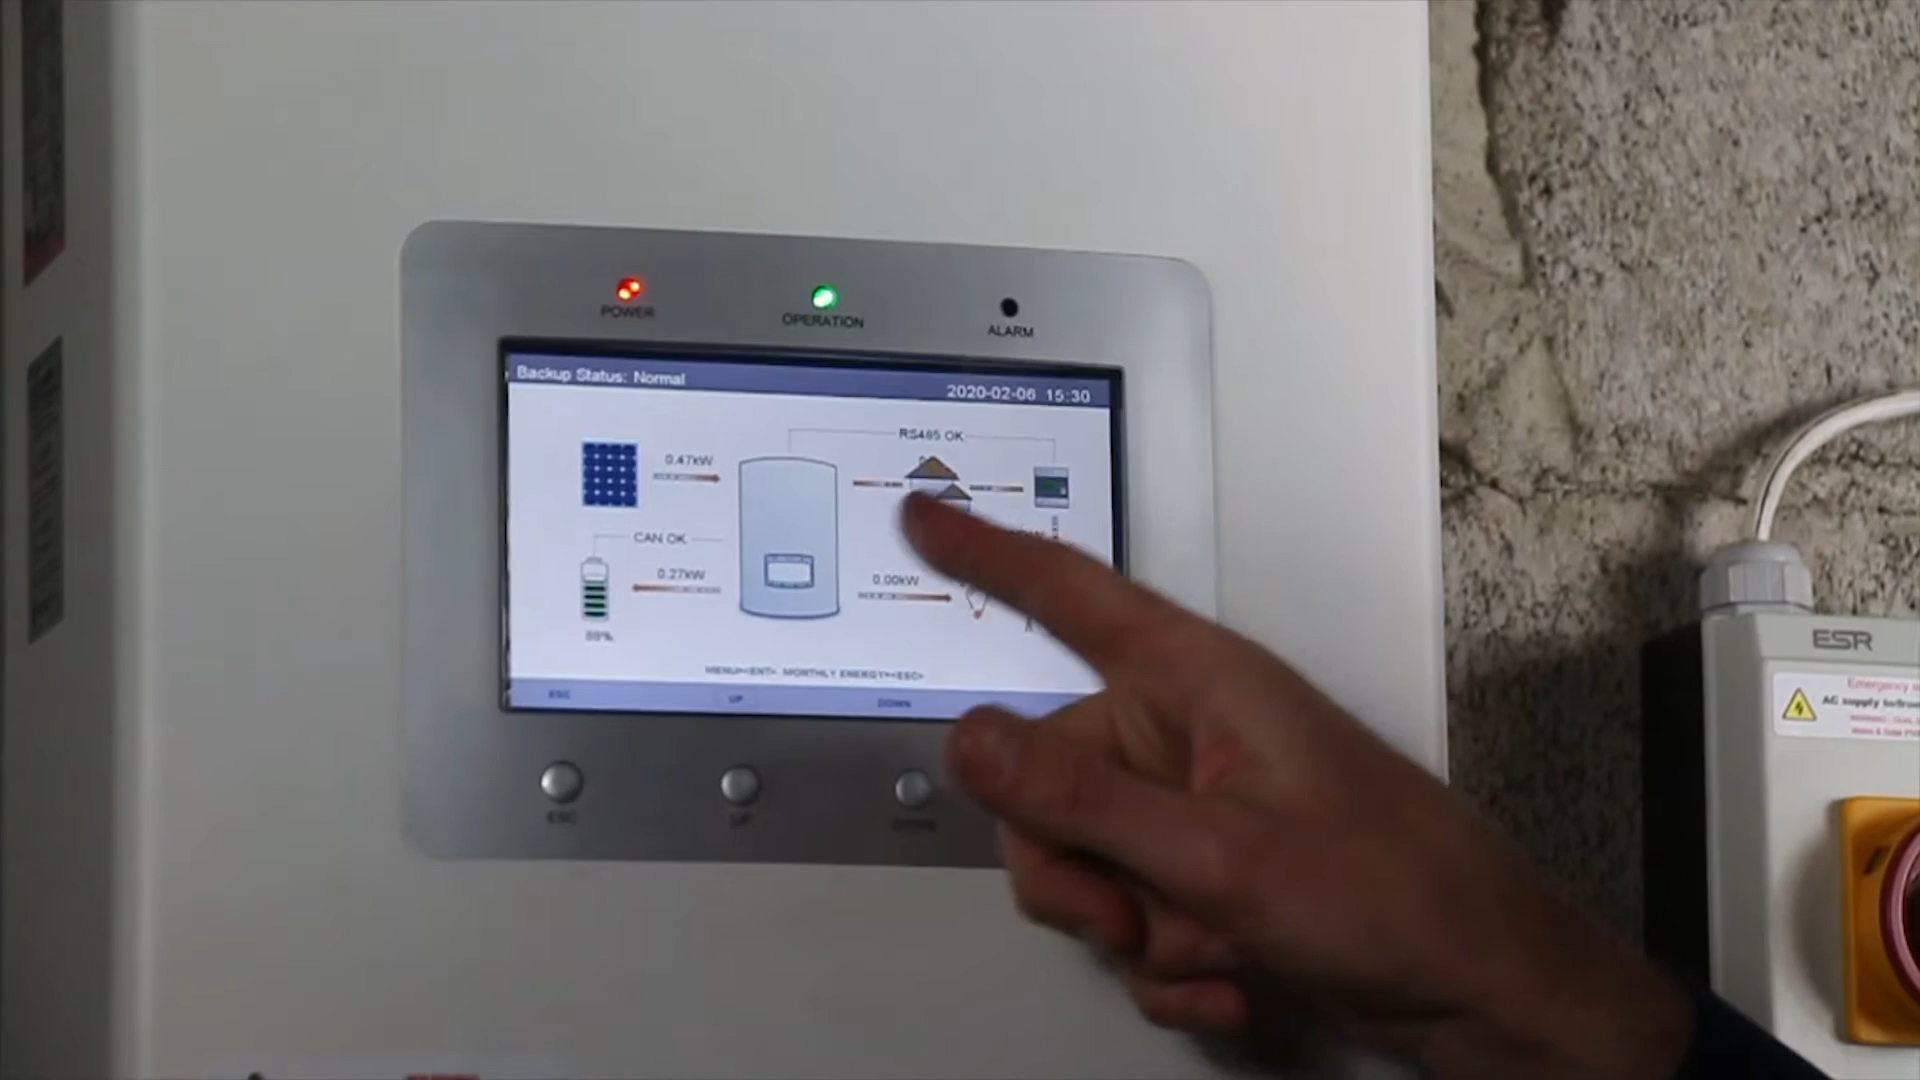 POWER
OPERATION
ALARM
Backup Status: Normal
2020-02-06 15:30
RS485 OK
0.47kW
CAN OK
0.27kW
0.00kW
88%
MENU=<ENT> MONTHLY ENERGY=<ESC>
ESC UP DOWN
ESC UP DOWN
ESR
Emergency
AC supply